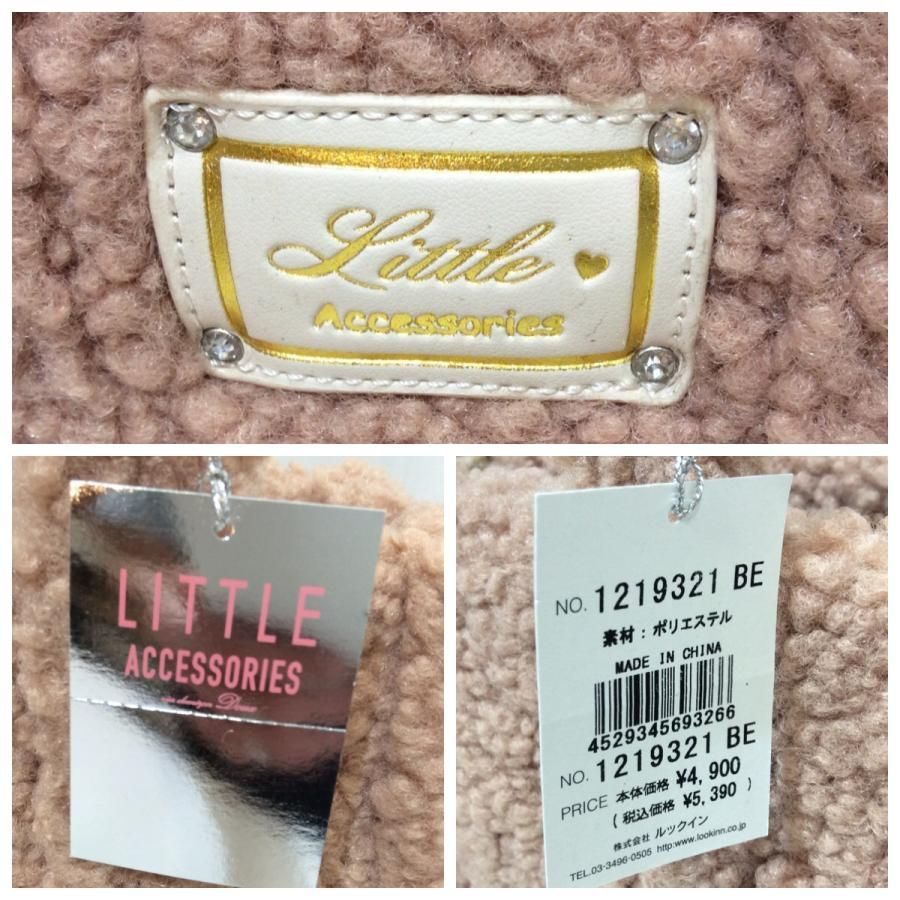 Little ♥
Accessories
LITTLE
ACCESSORIES
NO. 1219321 BE
素材：ポリエステル
MADE IN CHINA
4529345693266
NO. 1219321 BE
PRICE 本体価格 ¥4,900
( 税込価格 ¥5,390 )
株式会社 ルックイン
TEL.03-3496-0505 http:www.lookinn.co.jp